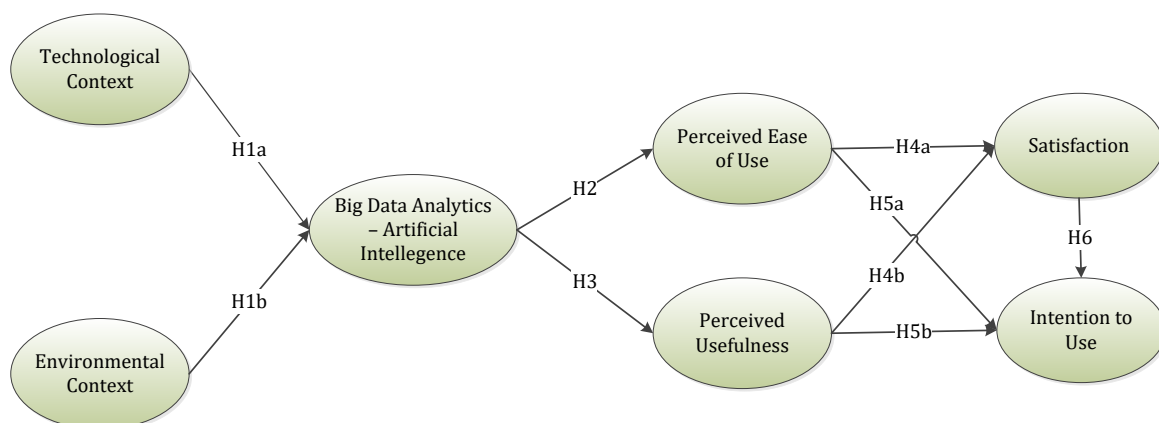 Technological
Context
H1a
Environmental
Context
H1b
Big Data Analytics
– Artificial
Intellegence
H2
H3
Perceived Ease
of Use
Perceived
Usefulness
H4a
H5a
H4b
H5b
Satisfaction
H6
Intention to
Use